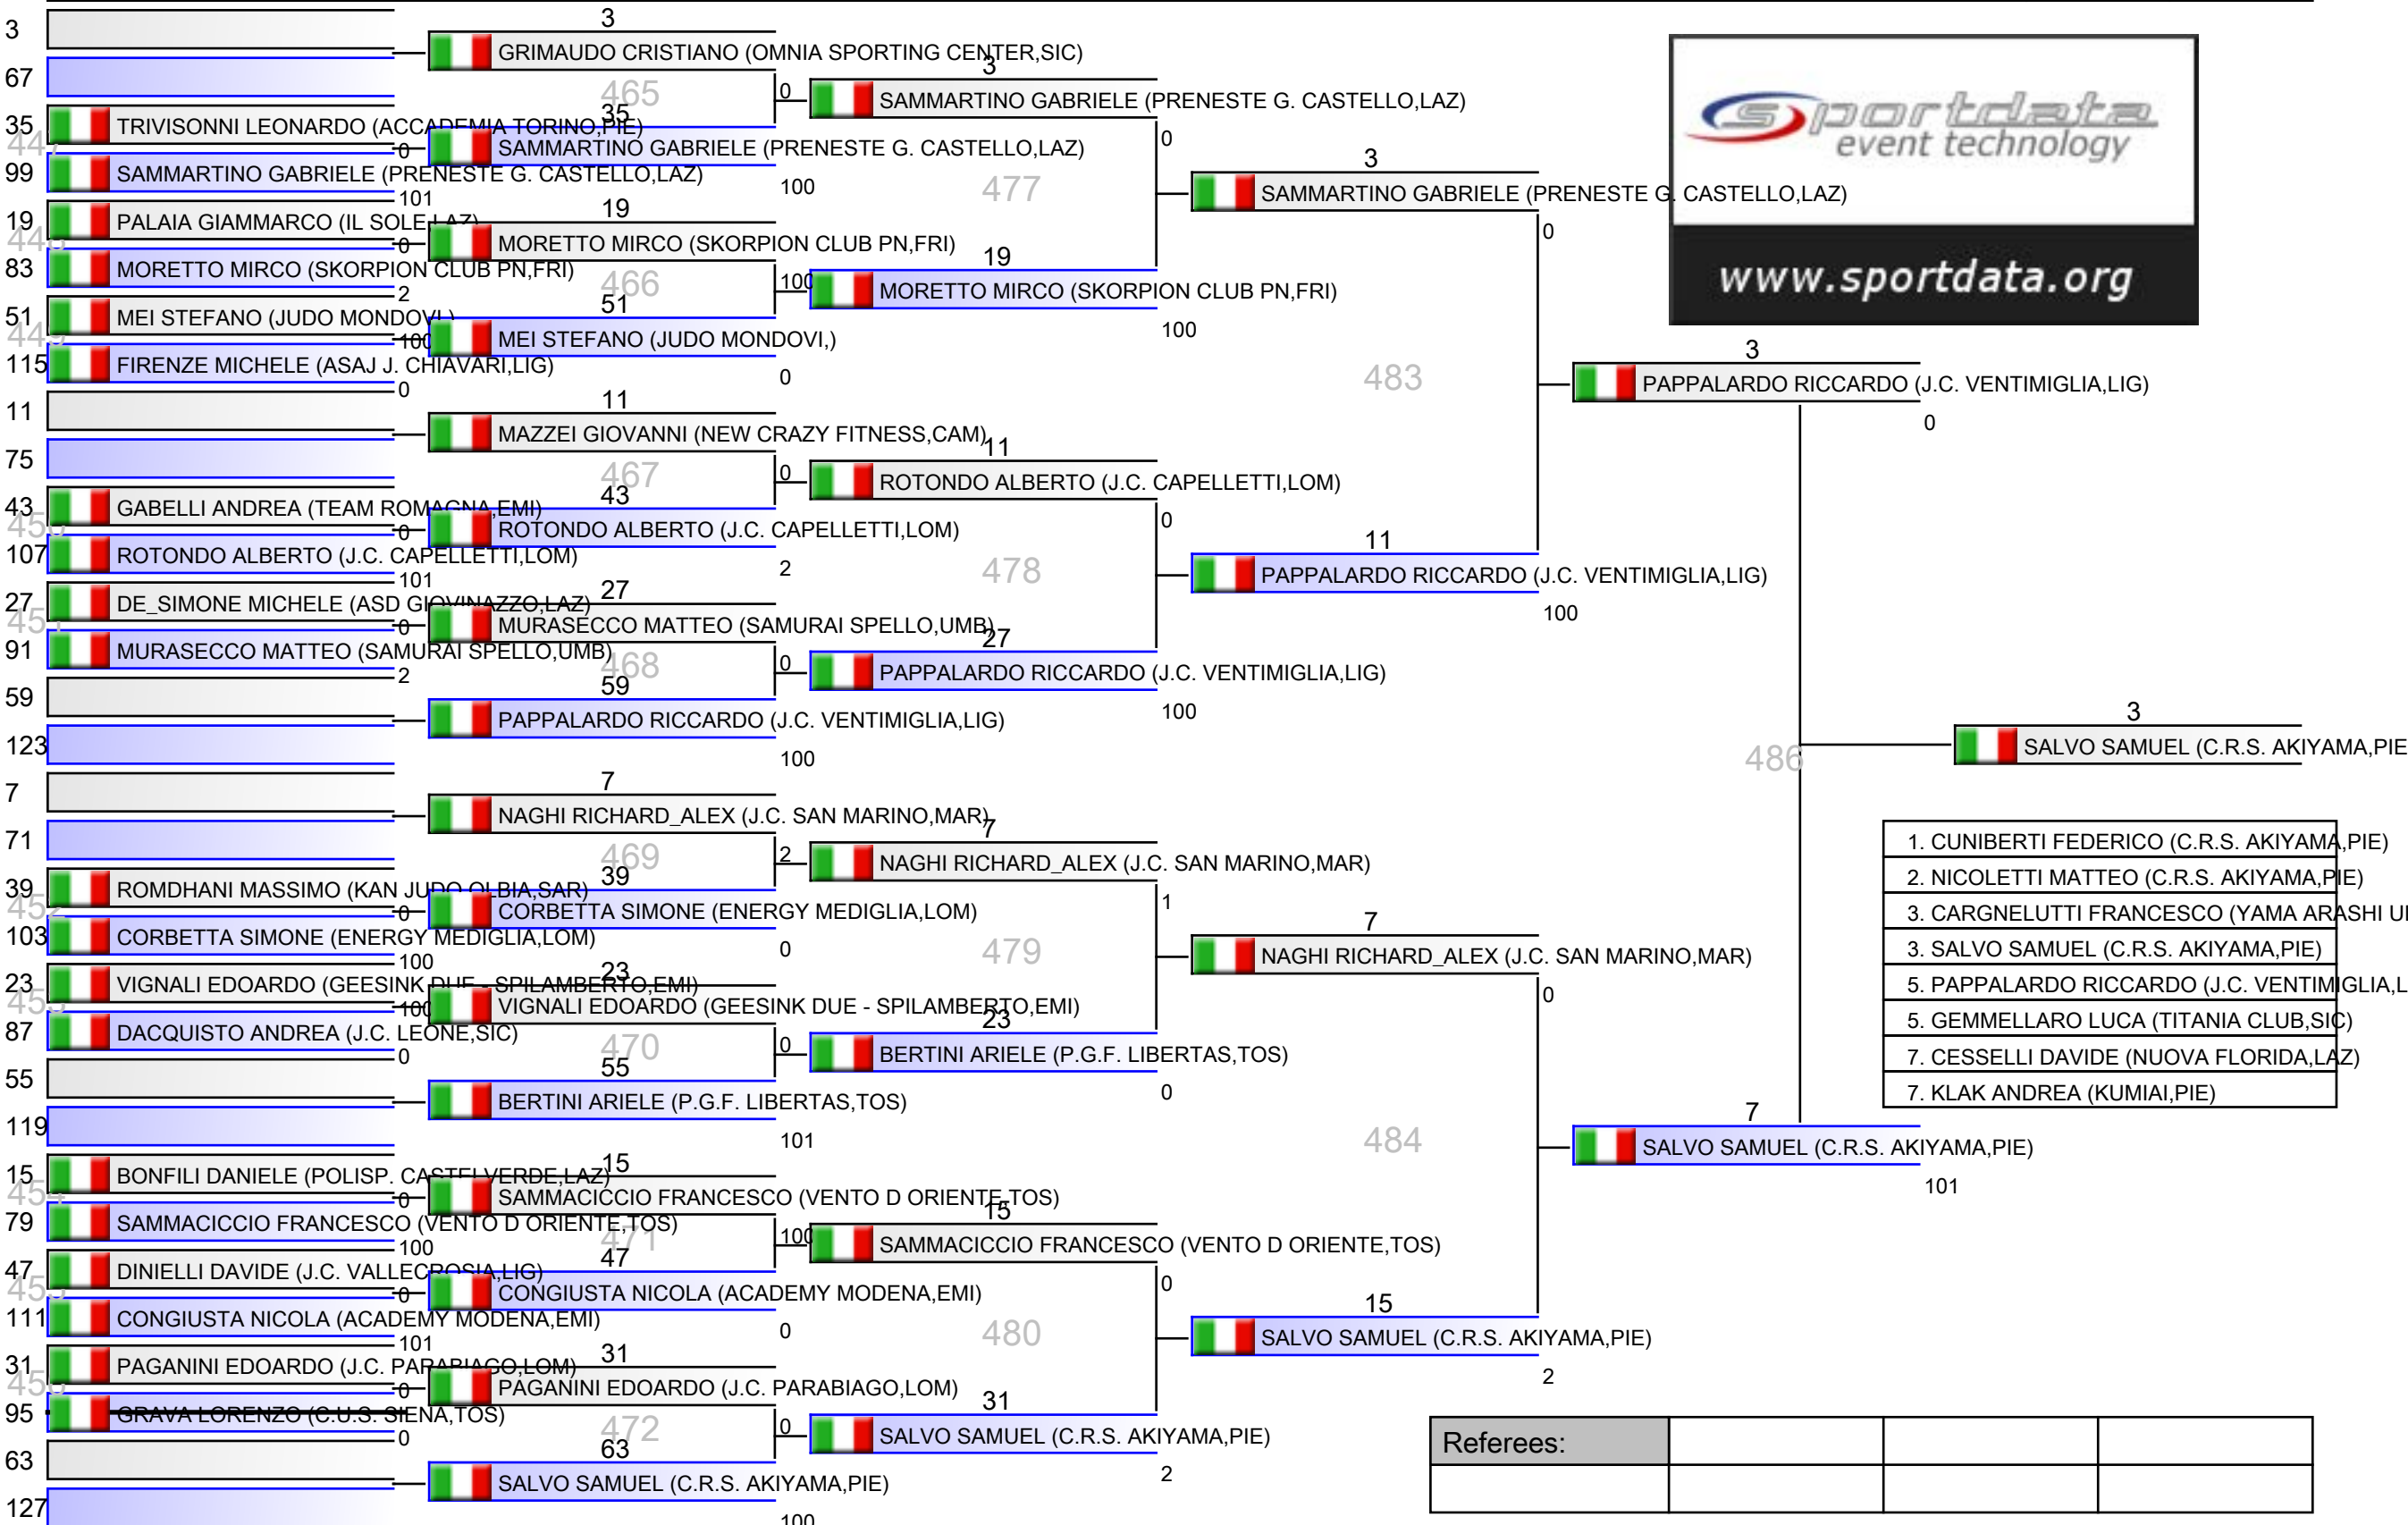 3
3
GRIMAUDO CRISTIANO (OMNIA SPORTING CENTER,SIC)
67
465
0
3
SAMMARTINO GABRIELE (PRENESTE G. CASTELLO,LAZ)
sportdata
event technology
www.sportdata.org
35
TRIVISONNI LEONARDO (ACCADEMIA TORINO,PIE)
35
0
SAMMARTINO GABRIELE (PRENESTE G. CASTELLO,LAZ)
0
99
SAMMARTINO GABRIELE (PRENESTE G. CASTELLO,LAZ)
101
100
477
3
SAMMARTINO GABRIELE (PRENESTE G. CASTELLO,LAZ)
0
19
PALAIA GIAMMARCO (IL SOLE,LAZ)
19
0
MORETTO MIRCO (SKORPION CLUB PN,FRI)
83
MORETTO MIRCO (SKORPION CLUB PN,FRI)
2
466
100
19
MORETTO MIRCO (SKORPION CLUB PN,FRI)
100
51
MEI STEFANO (JUDO MONDOVI,)
51
100
MEI STEFANO (JUDO MONDOVI,)
0
115
FIRENZE MICHELE (ASAJ J. CHIAVARI,LIG)
0
483
3
PAPPALARDO RICCARDO (J.C. VENTIMIGLIA,LIG)
0
11
11
MAZZEI GIOVANNI (NEW CRAZY FITNESS,CAM)
75
467
0
11
ROTONDO ALBERTO (J.C. CAPELLETTI,LOM)
0
43
GABELLI ANDREA (TEAM ROMAGNA,EMI)
43
0
ROTONDO ALBERTO (J.C. CAPELLETTI,LOM)
2
107
ROTONDO ALBERTO (J.C. CAPELLETTI,LOM)
101
478
11
PAPPALARDO RICCARDO (J.C. VENTIMIGLIA,LIG)
100
27
DE_SIMONE MICHELE (ASD GIOVINAZZO,LAZ)
27
0
MURASECCO MATTEO (SAMURAI SPELLO,UMB)
91
MURASECCO MATTEO (SAMURAI SPELLO,UMB)
2
468
0
27
PAPPALARDO RICCARDO (J.C. VENTIMIGLIA,LIG)
100
59
59
PAPPALARDO RICCARDO (J.C. VENTIMIGLIA,LIG)
100
123
486
3
SALVO SAMUEL (C.R.S. AKIYAMA,PIE
7
7
NAGHI RICHARD_ALEX (J.C. SAN MARINO,MAR)
71
469
2
7
NAGHI RICHARD_ALEX (J.C. SAN MARINO,MAR)
1
39
ROMDHANI MASSIMO (KAN JUDO OLBIA,SAR)
452
39
0
CORBETTA SIMONE (ENERGY MEDIGLIA,LOM)
0
103
CORBETTA SIMONE (ENERGY MEDIGLIA,LOM)
100
479
7
NAGHI RICHARD_ALEX (J.C. SAN MARINO,MAR)
0
23
VIGNALI EDOARDO (GEESINK DUE - SPILAMBERTO,EMI)
23
100
VIGNALI EDOARDO (GEESINK DUE - SPILAMBERTO,EMI)
87
DACQUISTO ANDREA (J.C. LEONE,SIC)
0
470
0
23
BERTINI ARIELE (P.G.F. LIBERTAS,TOS)
0
55
55
BERTINI ARIELE (P.G.F. LIBERTAS,TOS)
101
119
1. CUNIBERTI FEDERICO (C.R.S. AKIYAMA,PIE)
2. NICOLETTI MATTEO (C.R.S. AKIYAMA,PIE)
3. CARGNELUTTI FRANCESCO (YAMA ARASHI U
3. SALVO SAMUEL (C.R.S. AKIYAMA,PIE)
5. PAPPALARDO RICCARDO (J.C. VENTIMIGLIA,L
5. GEMMELLARO LUCA (TITANIA CLUB,SIC)
7. CESSELLI DAVIDE (NUOVA FLORIDA,LAZ)
7. KLAK ANDREA (KUMIAI,PIE)
484
7
SALVO SAMUEL (C.R.S. AKIYAMA,PIE)
101
15
BONFILI DANIELE (POLISP. CASTELVERDE,LAZ)
454
15
0
SAMMACICCIO FRANCESCO (VENTO D ORIENTE,TOS)
79
SAMMACICCIO FRANCESCO (VENTO D ORIENTE,TOS)
100
471
100
15
SAMMACICCIO FRANCESCO (VENTO D ORIENTE,TOS)
0
47
DINIELLI DAVIDE (J.C. VALLECROSIA,LIG)
47
0
CONGIUSTA NICOLA (ACADEMY MODENA,EMI)
0
111
CONGIUSTA NICOLA (ACADEMY MODENA,EMI)
101
480
15
SALVO SAMUEL (C.R.S. AKIYAMA,PIE)
2
31
PAGANINI EDOARDO (J.C. PARABIAGO,LOM)
31
0
PAGANINI EDOARDO (J.C. PARABIAGO,LOM)
95
GRAVA LORENZO (C.U.S. SIENA,TOS)
0
472
0
31
SALVO SAMUEL (C.R.S. AKIYAMA,PIE)
2
63
63
SALVO SAMUEL (C.R.S. AKIYAMA,PIE)
100
127
Referees: